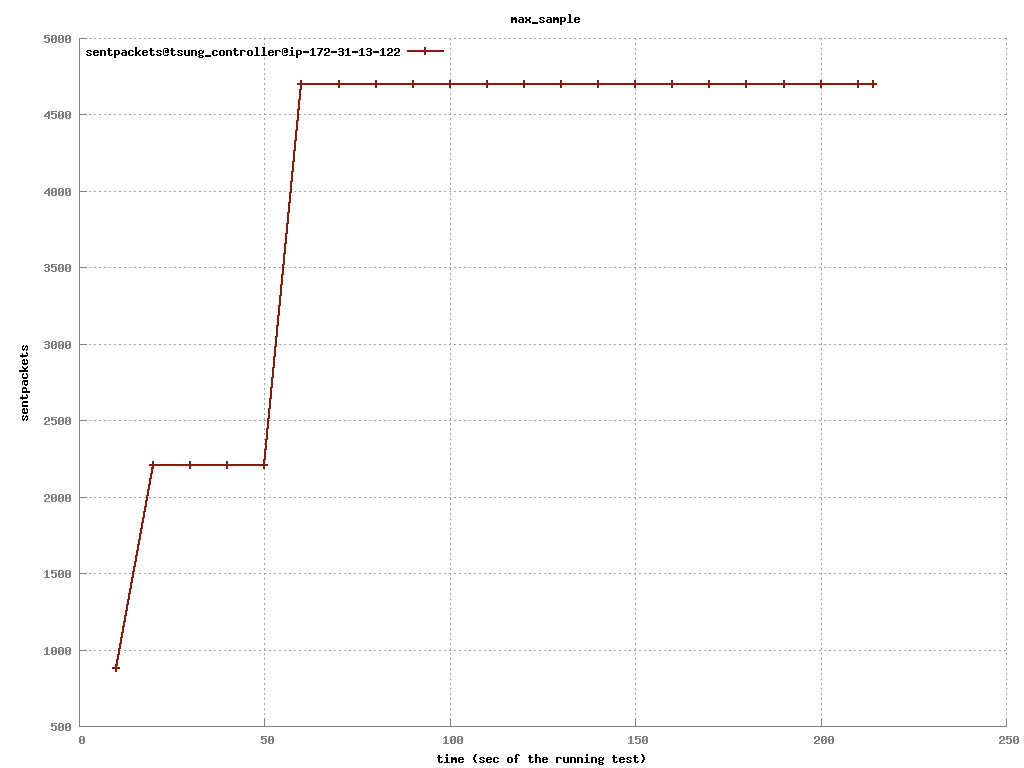 max_sample
sentpackets@tsung_controller@ip-172-31-13-122
5000
4500
4000
3500
3000
2500
2000
1500
1000
500
sentpackets
0 50 100 150 200 250
time (sec of the running test)